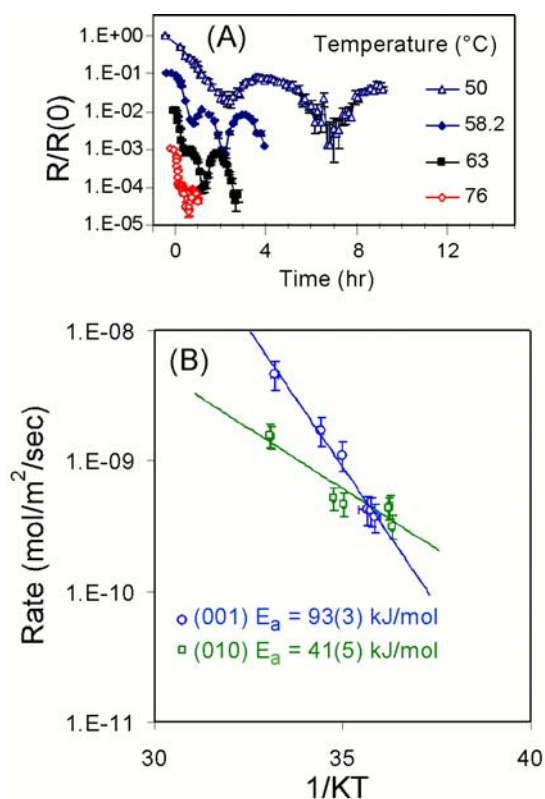 (A)
Temperature (°C)
50
58.2
63
76
R/R(0)
1.E+00
1.E-01
1.E-02
1.E-03
1.E-04
1.E-05
0 4 8 12
Time (hr)
(B)
Rate (mol/m²/sec)
1.E-08
1.E-09
1.E-10
1.E-11
(001) Eₐ = 93(3) kJ/mol
(010) Eₐ = 41(5) kJ/mol
30 35 40
1/KT